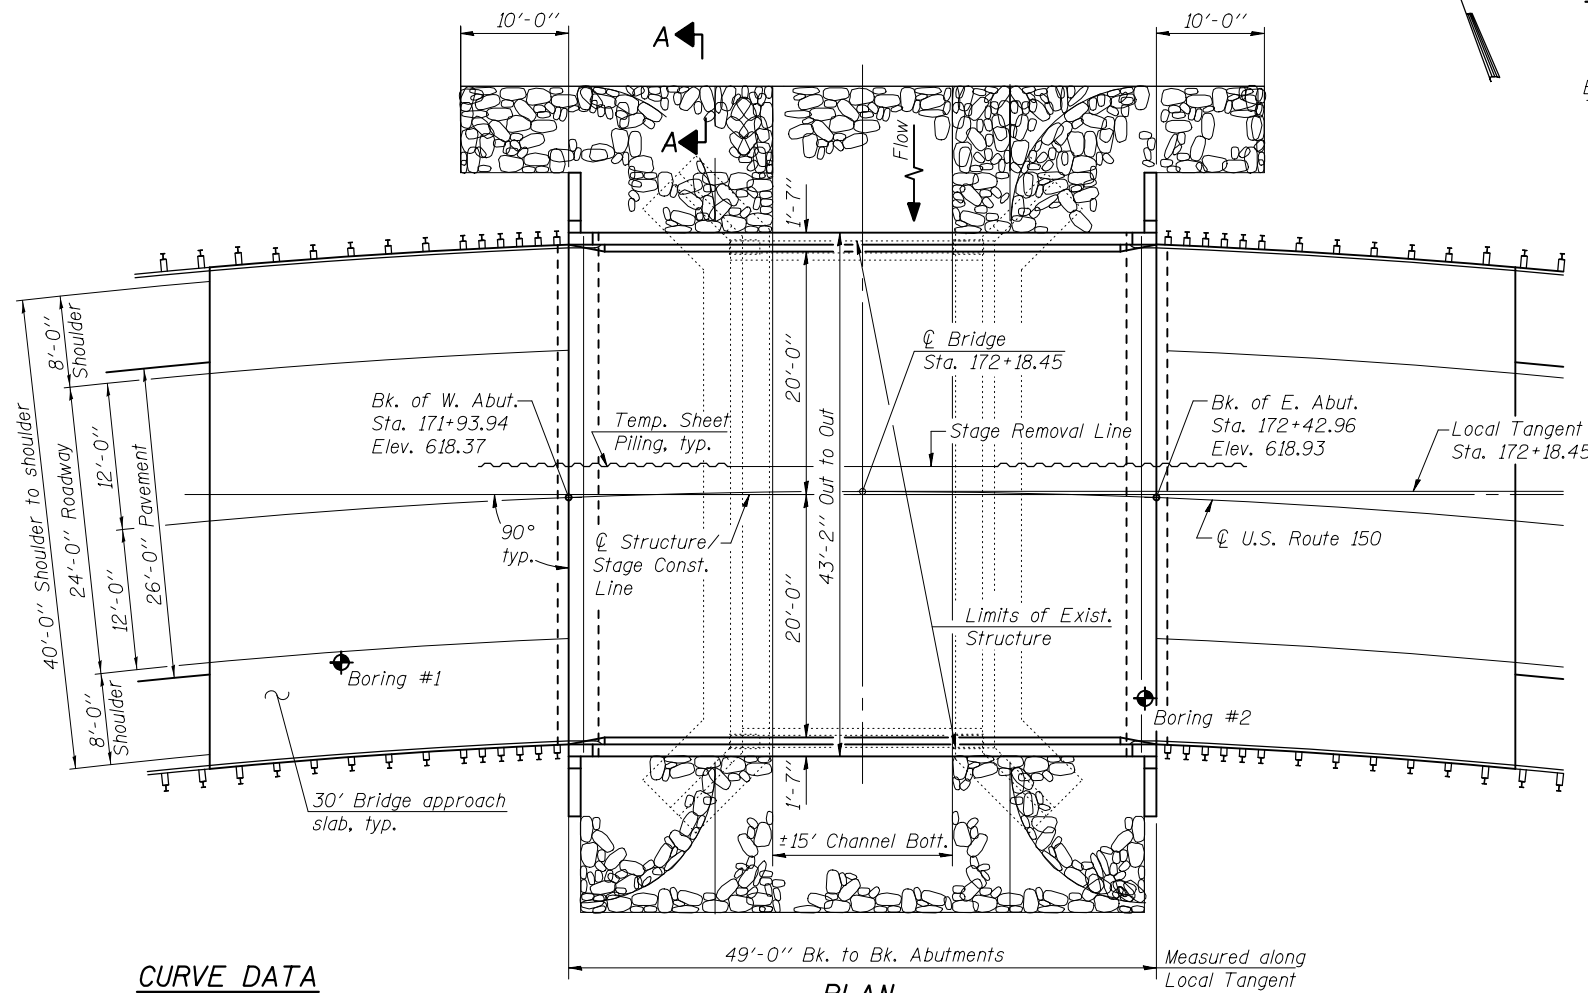 10'-0"
A
10'-0"
A
Flow
1'-7"
8'-0"
Shoulder
℄ Bridge
Sta. 172+18.45
20'-0"
Bk. of W. Abut.
Sta. 171+93.94
Elev. 618.37
Temp. Sheet
Piling, typ.
Stage Removal Line
Bk. of E. Abut.
Sta. 172+42.96
Elev. 618.93
Local Tangent
Sta. 172+18.45
40'-0" Shoulder to shoulder
24'-0" Roadway
12'-0"
26'-0" Pavement
12'-0"
90°
typ.
℄ Structure/
Stage Const.
Line
43'-2" Out to Out
℄ U.S. Route 150
20'-0"
Limits of Exist.
Structure
Boring #1
Boring #2
8'-0"
Shoulder
30' Bridge approach
slab, typ.
1'-7"
±15' Channel Bott.
49'-0" Bk. to Bk. Abutments
Measured along
Local Tangent
CURVE DATA
PLAN